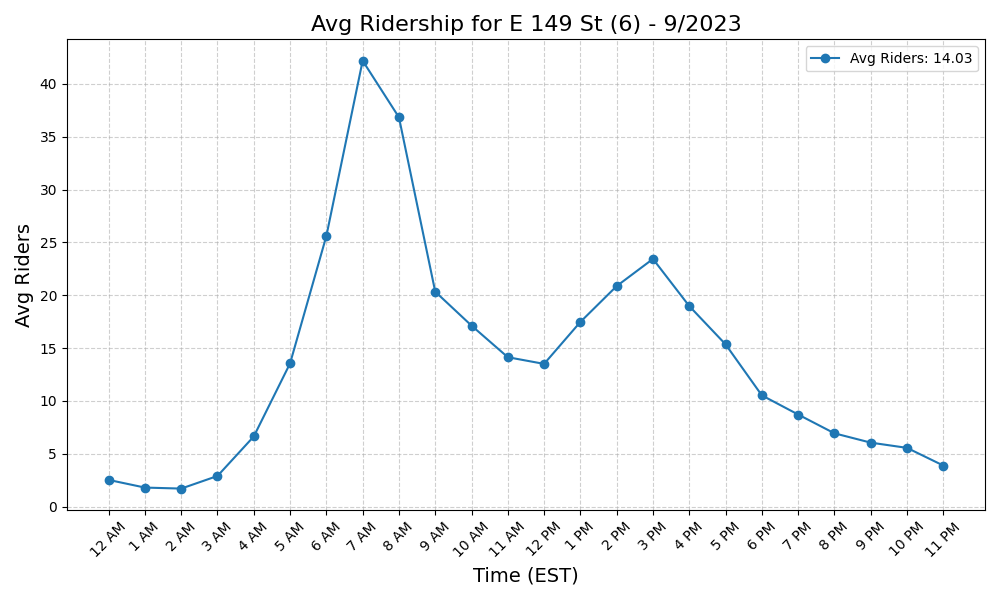 Avg Ridership for E 149 St (6) - 9/2023
Avg Riders: 14.03
Avg Riders
40
35
30
25
20
15
10
5
0
12 AM
1 AM
2 AM
3 AM
4 AM
5 AM
6 AM
7 AM
8 AM
9 AM
10 AM
11 AM
12 PM
1 PM
2 PM
3 PM
4 PM
5 PM
6 PM
7 PM
8 PM
9 PM
10 PM
11 PM
Time (EST)